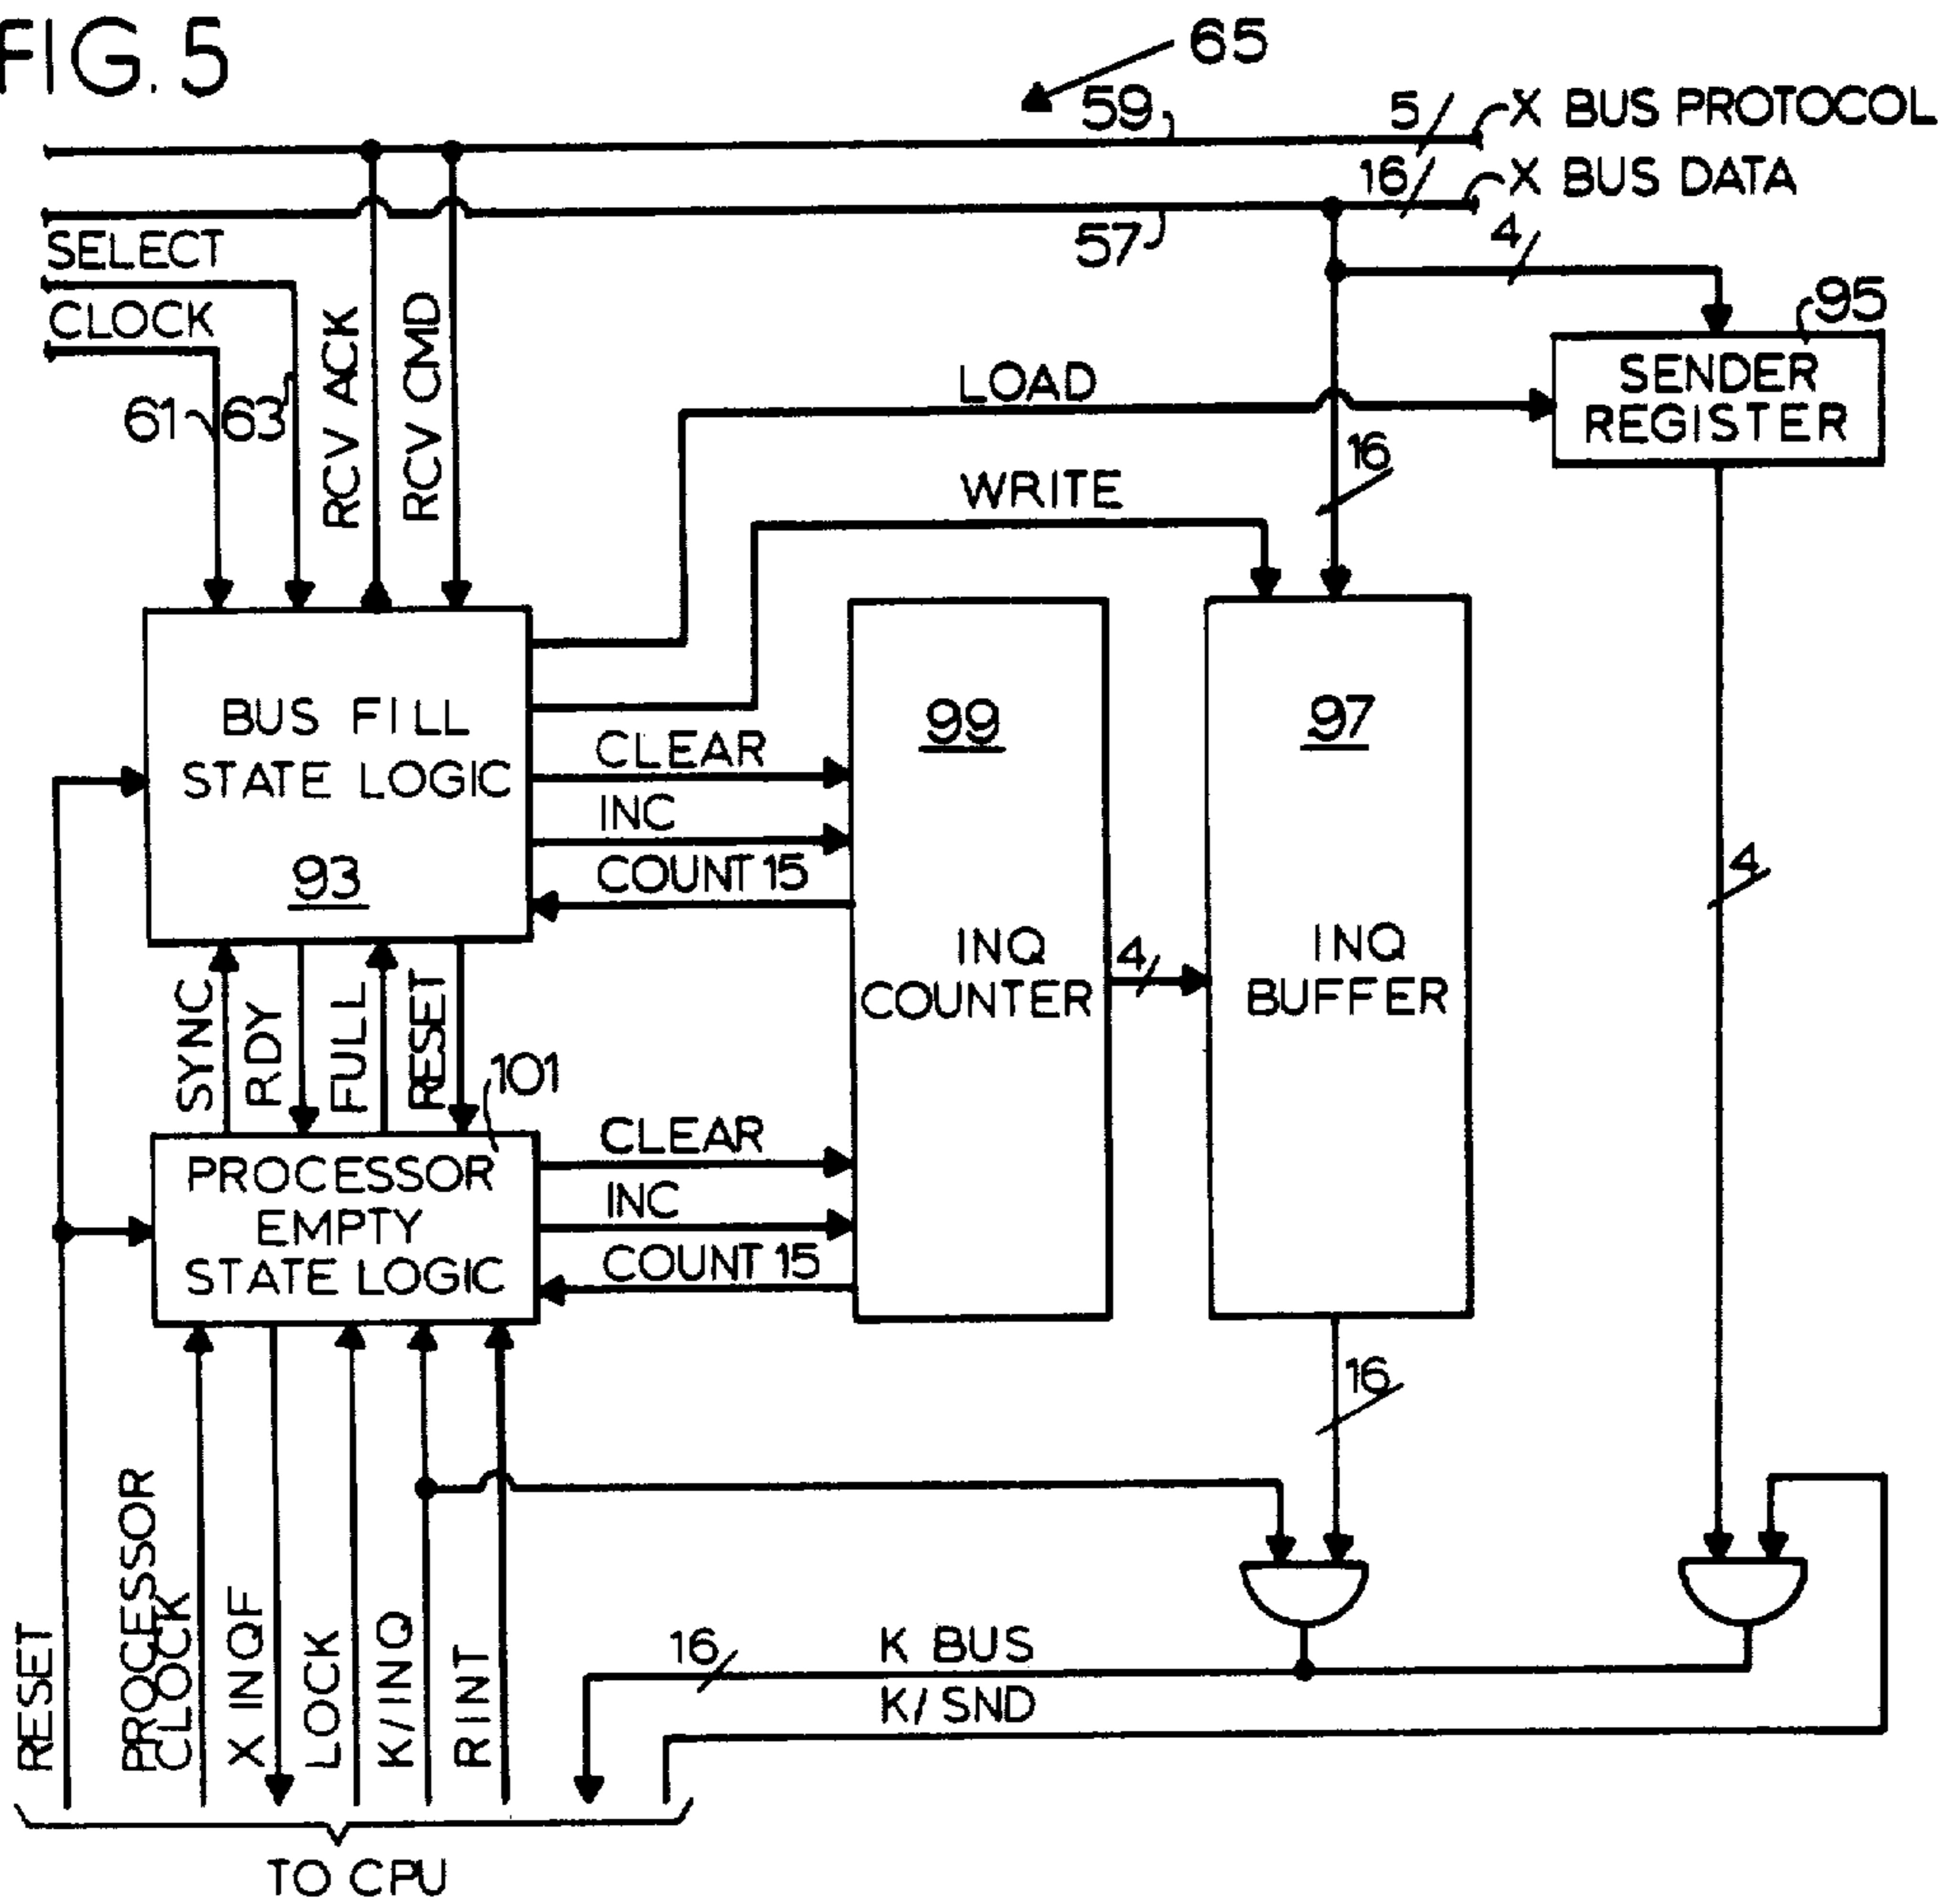 FIG. 5
65
59
5
X BUS PROTOCOL
16
X BUS DATA
57
4
SELECT
CLOCK
61
63
RCV ACK
RCV CMD
LOAD
95
SENDER
REGISTER
WRITE
16
BUS FILL
STATE LOGIC
93
CLEAR
INC
COUNT 15
99
INQ
COUNTER
4
97
INQ
BUFFER
4
SYNC
RDY
FULL
RESET
101
PROCESSOR
EMPTY
STATE LOGIC
CLEAR
INC
COUNT 15
16
RESET
PROCESSOR
CLOCK
X INQF
LOCK
K/INQ
RINT
16
K BUS
K/SND
TO CPU